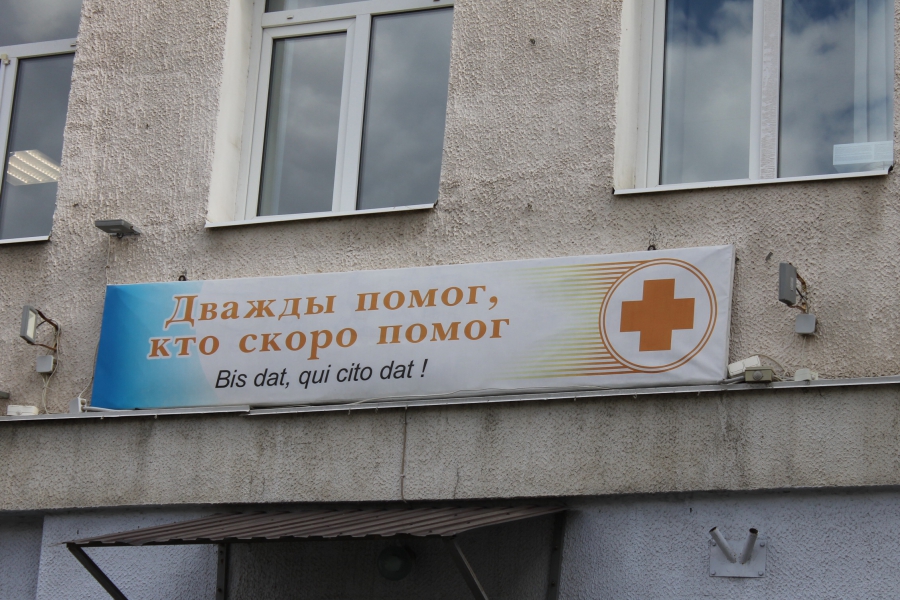 Дважды помог,
кто скоро помог
Bis dat, qui cito dat !